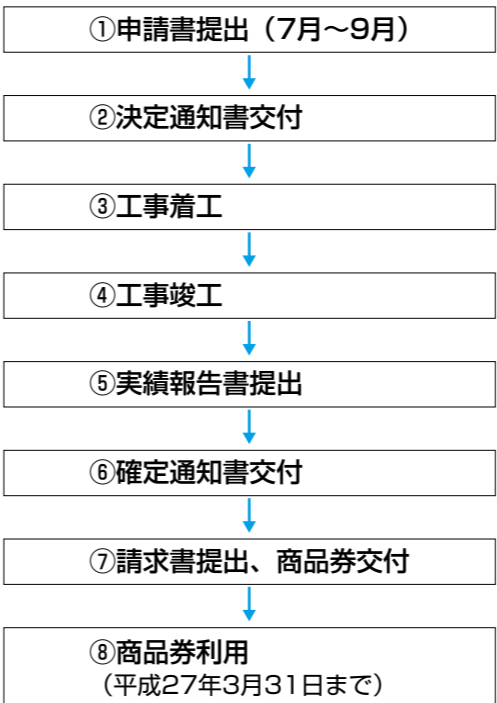 ①申請書提出（7月～9月）
②決定通知書交付
③工事着工
④工事竣工
⑤実績報告書提出
⑥確定通知書交付
⑦請求書提出、商品券交付
⑧商品券利用
（平成27年3月31日まで）